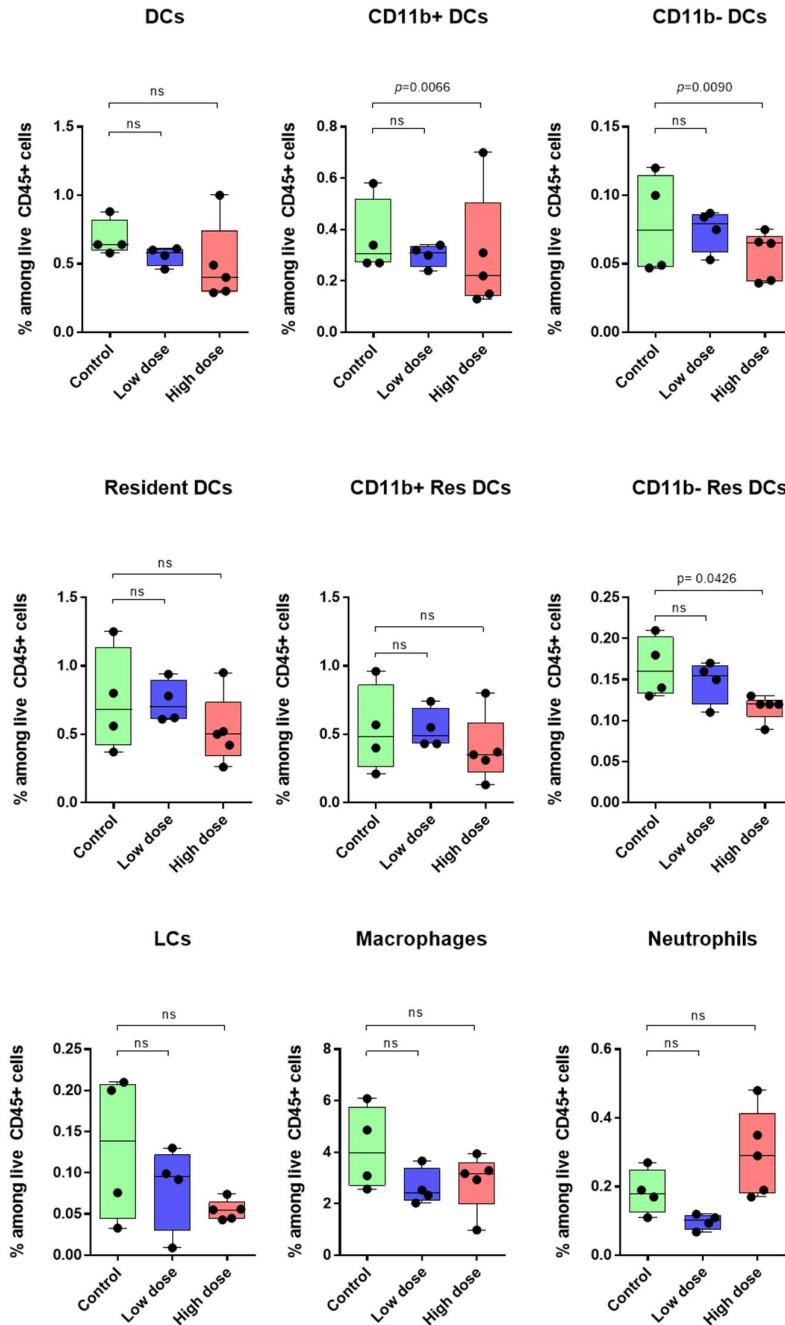 DCs
% among live CD45+ cells
ns
ns
1.5
1.0
0.5
0.0
Control
Low dose
High dose
CD11b+ DCs
% among live CD45+ cells
p=0.0066
ns
0.8
0.6
0.4
0.2
0.0
Control
Low dose
High dose
CD11b- DCs
% among live CD45+ cells
p=0.0090
ns
0.15
0.10
0.05
0.00
Control
Low dose
High dose
Resident DCs
% among live CD45+ cells
ns
ns
1.5
1.0
0.5
0.0
Control
Low dose
High dose
CD11b+ Res DCs
% among live CD45+ cells
ns
ns
1.5
1.0
0.5
0.0
Control
Low dose
High dose
CD11b- Res DCs
% among live CD45+ cells
p= 0.0426
ns
0.25
0.20
0.15
0.10
0.05
0.00
Control
Low dose
High dose
LCs
% among live CD45+ cells
ns
ns
0.25
0.20
0.15
0.10
0.05
0.00
Control
Low dose
High dose
Macrophages
% among live CD45+ cells
ns
ns
8
6
4
2
0
Control
Low dose
High dose
Neutrophils
% among live CD45+ cells
ns
ns
0.6
0.4
0.2
0.0
Control
Low dose
High dose